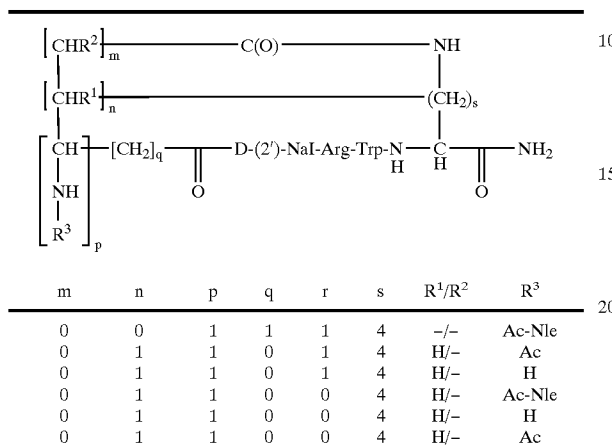 [CHR²]m C(O) NH 10
[CHR¹]n (CH₂)s
[CH [CH₂]q D-(2')-NaI-Arg-Trp-N C NH₂
NH O H H O 15
R³]p
m n p q r s R¹/R² R³ 20
0 0 1 1 1 4 –/– Ac-Nle
0 1 1 0 1 4 H/– Ac
0 1 1 0 1 4 H/– H
0 1 1 0 0 4 H/– Ac-Nle
0 1 1 0 0 4 H/– H
0 1 1 0 0 4 H/– Ac